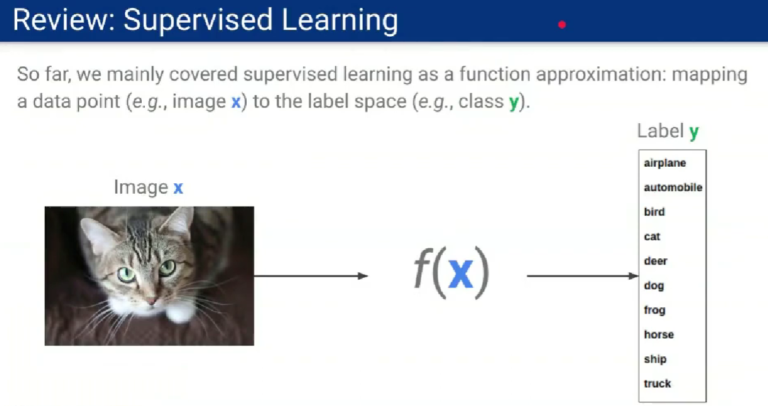 Review: Supervised Learning
So far, we mainly covered supervised learning as a function approximation: mapping
a data point (e.g., image x) to the label space (e.g., class y).
Label y
Image x
f(x)
airplane
automobile
bird
cat
deer
dog
frog
horse
ship
truck